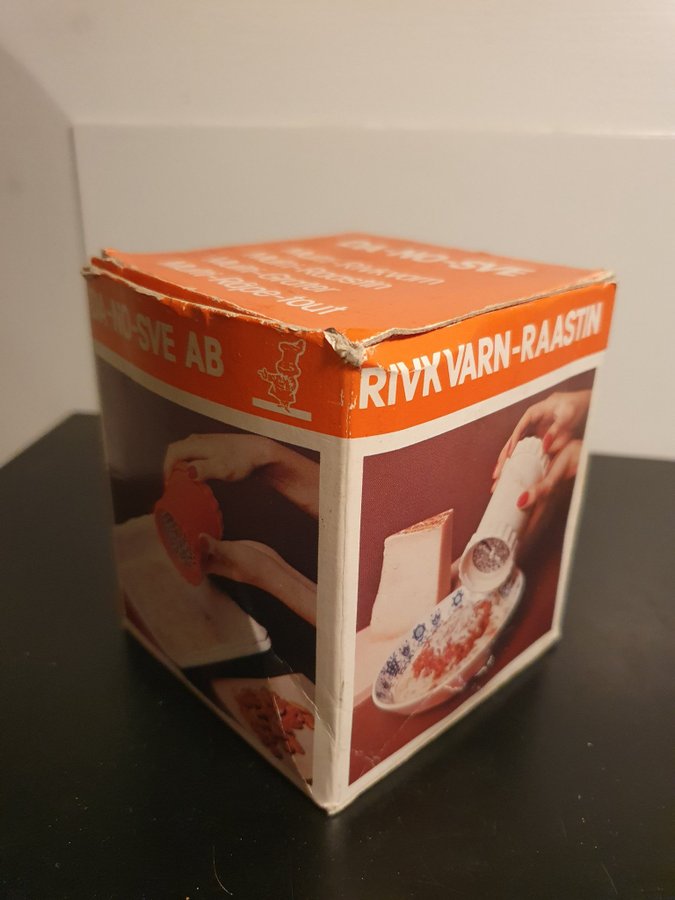 DA-NO-SVE
Multi-Rivkvarn
Multi-Raastin
Multi-Grater
Multi-Râpe-tout
DA-NO-SVE AB
RIVKVARN-RAASTIN